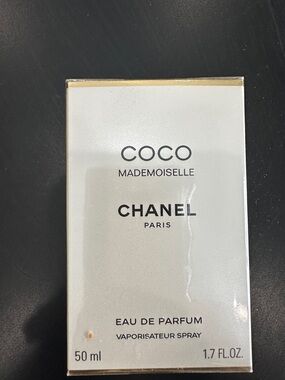 COCO
MADEMOISELLE
CHANEL
PARIS
EAU DE PARFUM
VAPORISATEUR SPRAY
50 ml 1.7 FL.OZ.